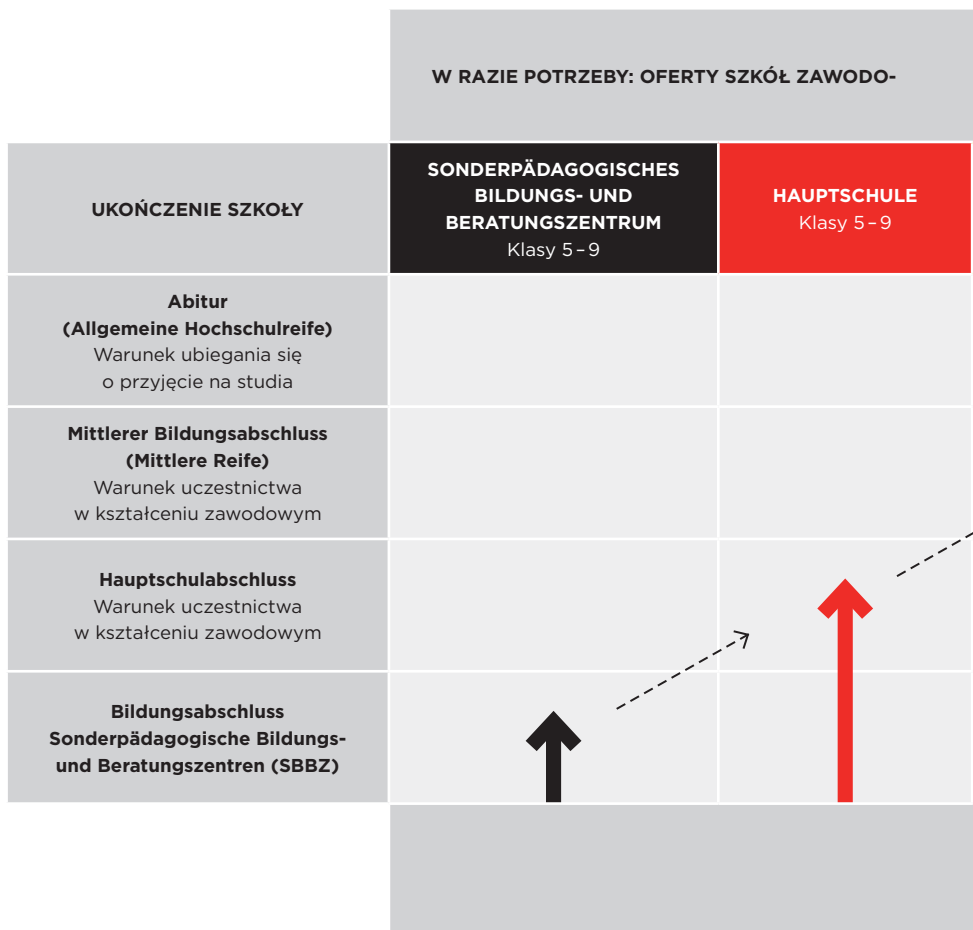 W RAZIE POTRZEBY: OFERTY SZKÓŁ ZAWODO-
UKOŃCZENIE SZKOŁY
SONDERPÄDAGOGISCHES
BILDUNGS- UND
BERATUNGSZENTRUM
Klasy 5 – 9
HAUPTSCHULE
Klasy 5 – 9
Abitur
(Allgemeine Hochschulreife)
Warunek ubiegania się
o przyjęcie na studia
Mittlerer Bildungsabschluss
(Mittlere Reife)
Warunek uczestnictwa
w kształceniu zawodowym
Hauptschulabschluss
Warunek uczestnictwa
w kształceniu zawodowym
Bildungsabschluss
Sonderpädagogische Bildungs-
und Beratungszentren (SBBZ)